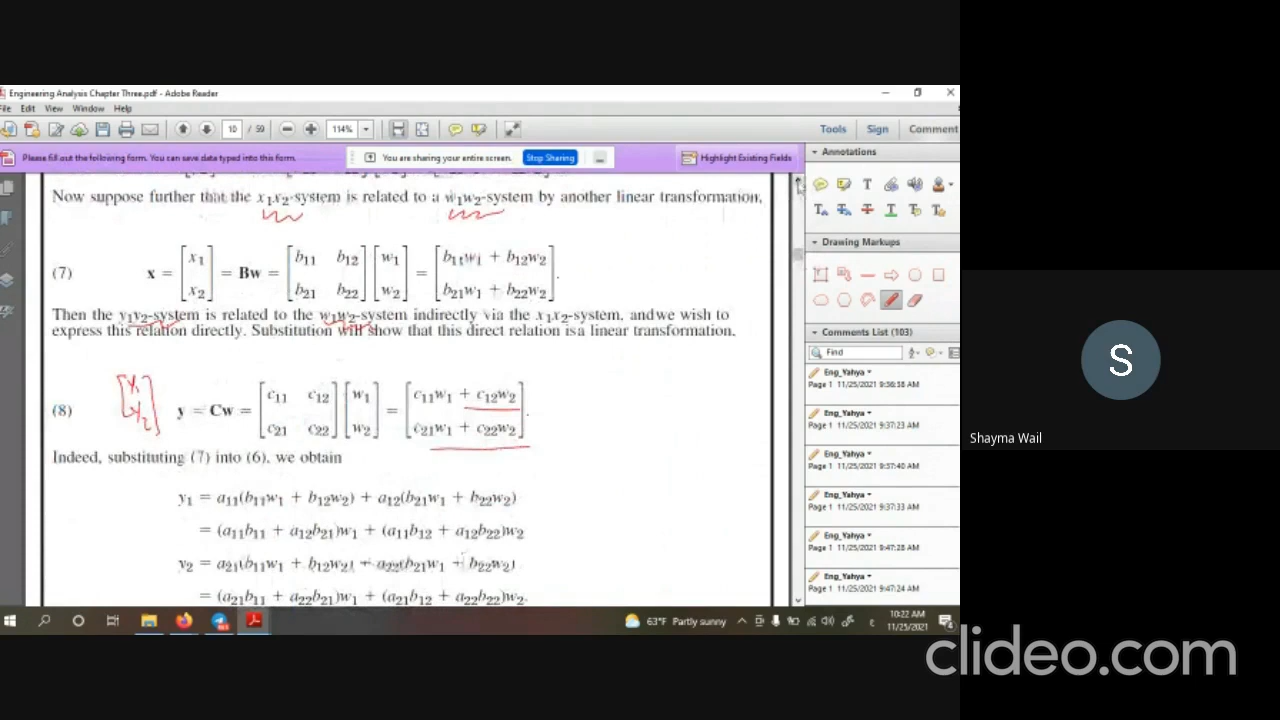 Engineering Analysis Chapter Three.pdf - Adobe Reader
File Edit View Window Help
10 / 59 114% Tools Sign Comment
Please fill out the following form. You can save data typed into this form. You are sharing your entire screen. Stop Sharing Highlight Existing Fields
Annotations
Now suppose further that the x₁x₂-system is related to a w₁w₂-system by another linear transformation,
Drawing Markups
(7) x = [x₁ x₂] = Bw = [b₁₁ b₁₂ b₂₁ b₂₂] [w₁ w₂] = [b₁₁w₁ + b₁₂w₂ b₂₁w₁ + b₂₂w₂].
Then the y₁y₂-system is related to the w₁w₂-system indirectly via the x₁x₂-system, and we wish to
express this relation directly. Substitution will show that this direct relation is a linear transformation,
Comments List (103)
Find
(8) [y₁ y₂] y = Cw = [c₁₁ c₁₂ c₂₁ c₂₂] [w₁ w₂] = [c₁₁w₁ + c₁₂w₂ c₂₁w₁ + c₂₂w₂].
Indeed, substituting (7) into (6), we obtain
y₁ = a₁₁(b₁₁w₁ + b₁₂w₂) + a₁₂(b₂₁w₁ + b₂₂w₂)
= (a₁₁b₁₁ + a₁₂b₂₁)w₁ + (a₁₁b₁₂ + a₁₂b₂₂)w₂
y₂ = a₂₁(b₁₁w₁ + b₁₂w₂) + a₂₂(b₂₁w₁ + b₂₂w₂)
= (a₂₁b₁₁ + a₂₂b₂₁)w₁ + (a₂₁b₁₂ + a₂₂b₂₂)w₂.
Eng_Yahya
Page 1 11/25/2021 9:36:38 AM
Eng_Yahya
Page 1 11/25/2021 9:37:23 AM
Eng_Yahya
Page 1 11/25/2021 9:37:40 AM
Eng_Yahya
Page 1 11/25/2021 9:37:33 AM
Eng_Yahya
Page 1 11/25/2021 9:47:28 AM
Eng_Yahya
Page 1 11/25/2021 9:47:24 AM
63°F Partly sunny ع 10:22 AM
11/25/2021
S
Shayma Wail
clideo.com